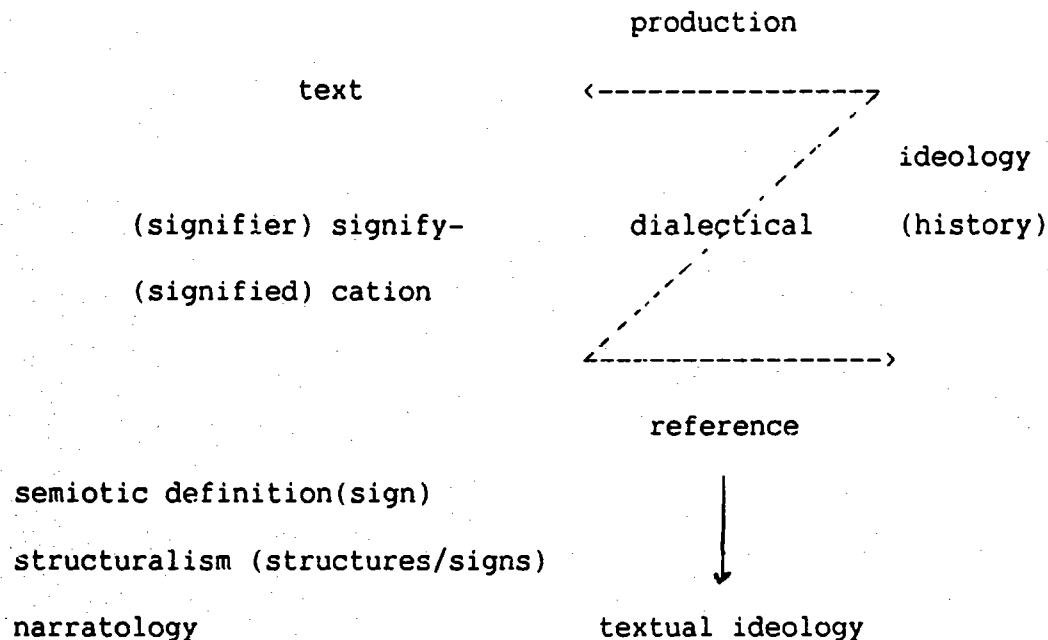 production
text
ideology
(signifier) signify- dialectical (history)
(signified) cation
reference
semiotic definition(sign)
structuralism (structures/signs)
narratology textual ideology